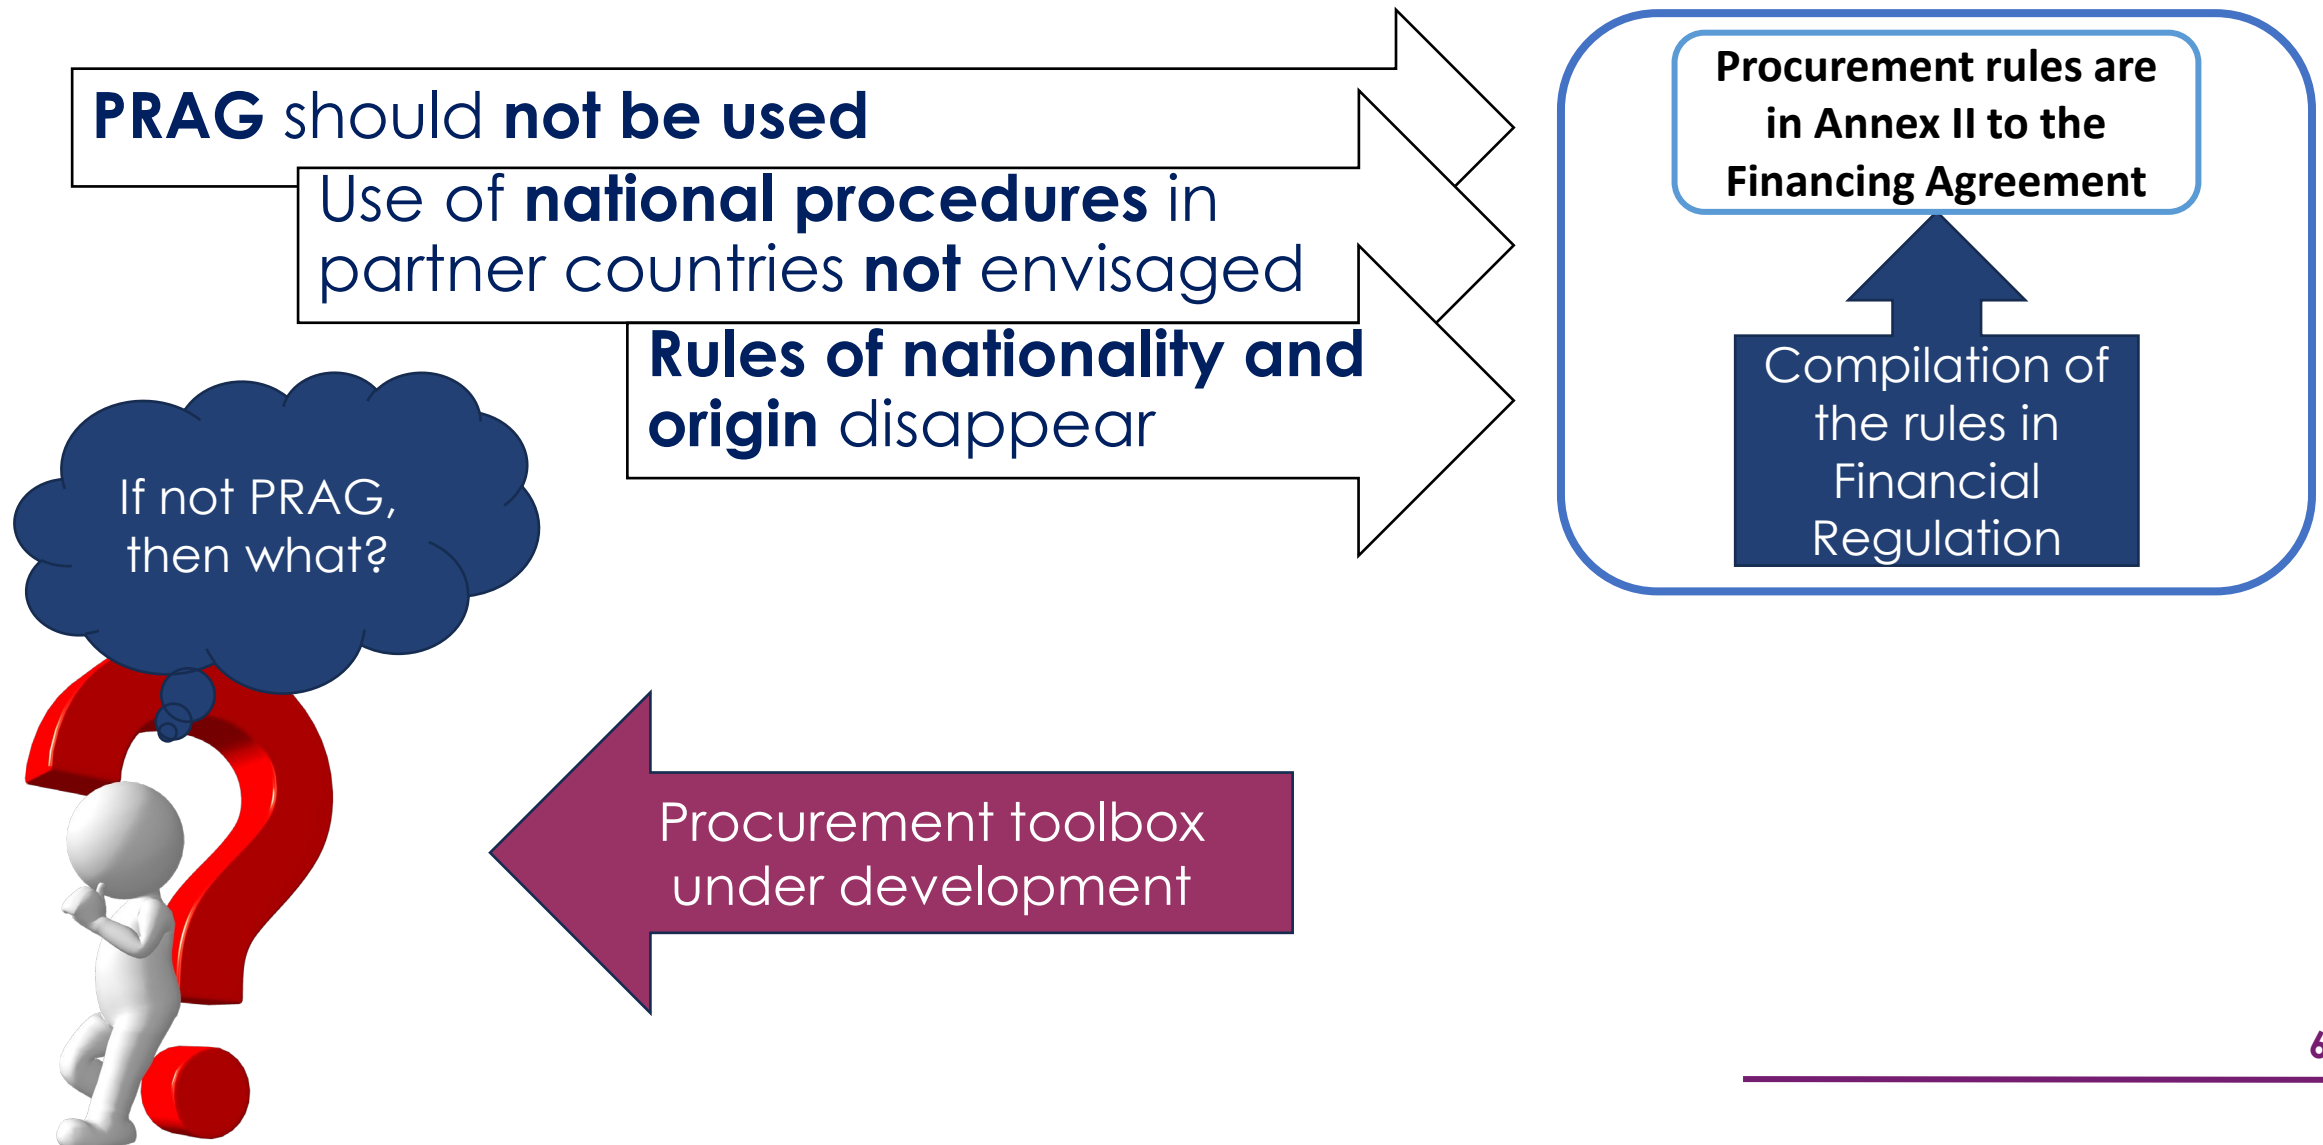 PRAG should not be used
Use of national procedures in
partner countries not envisaged
Rules of nationality and
origin disappear
Procurement rules are
in Annex II to the
Financing Agreement
Compilation of
the rules in
Financial
Regulation
If not PRAG,
then what?
Procurement toolbox
under development
6